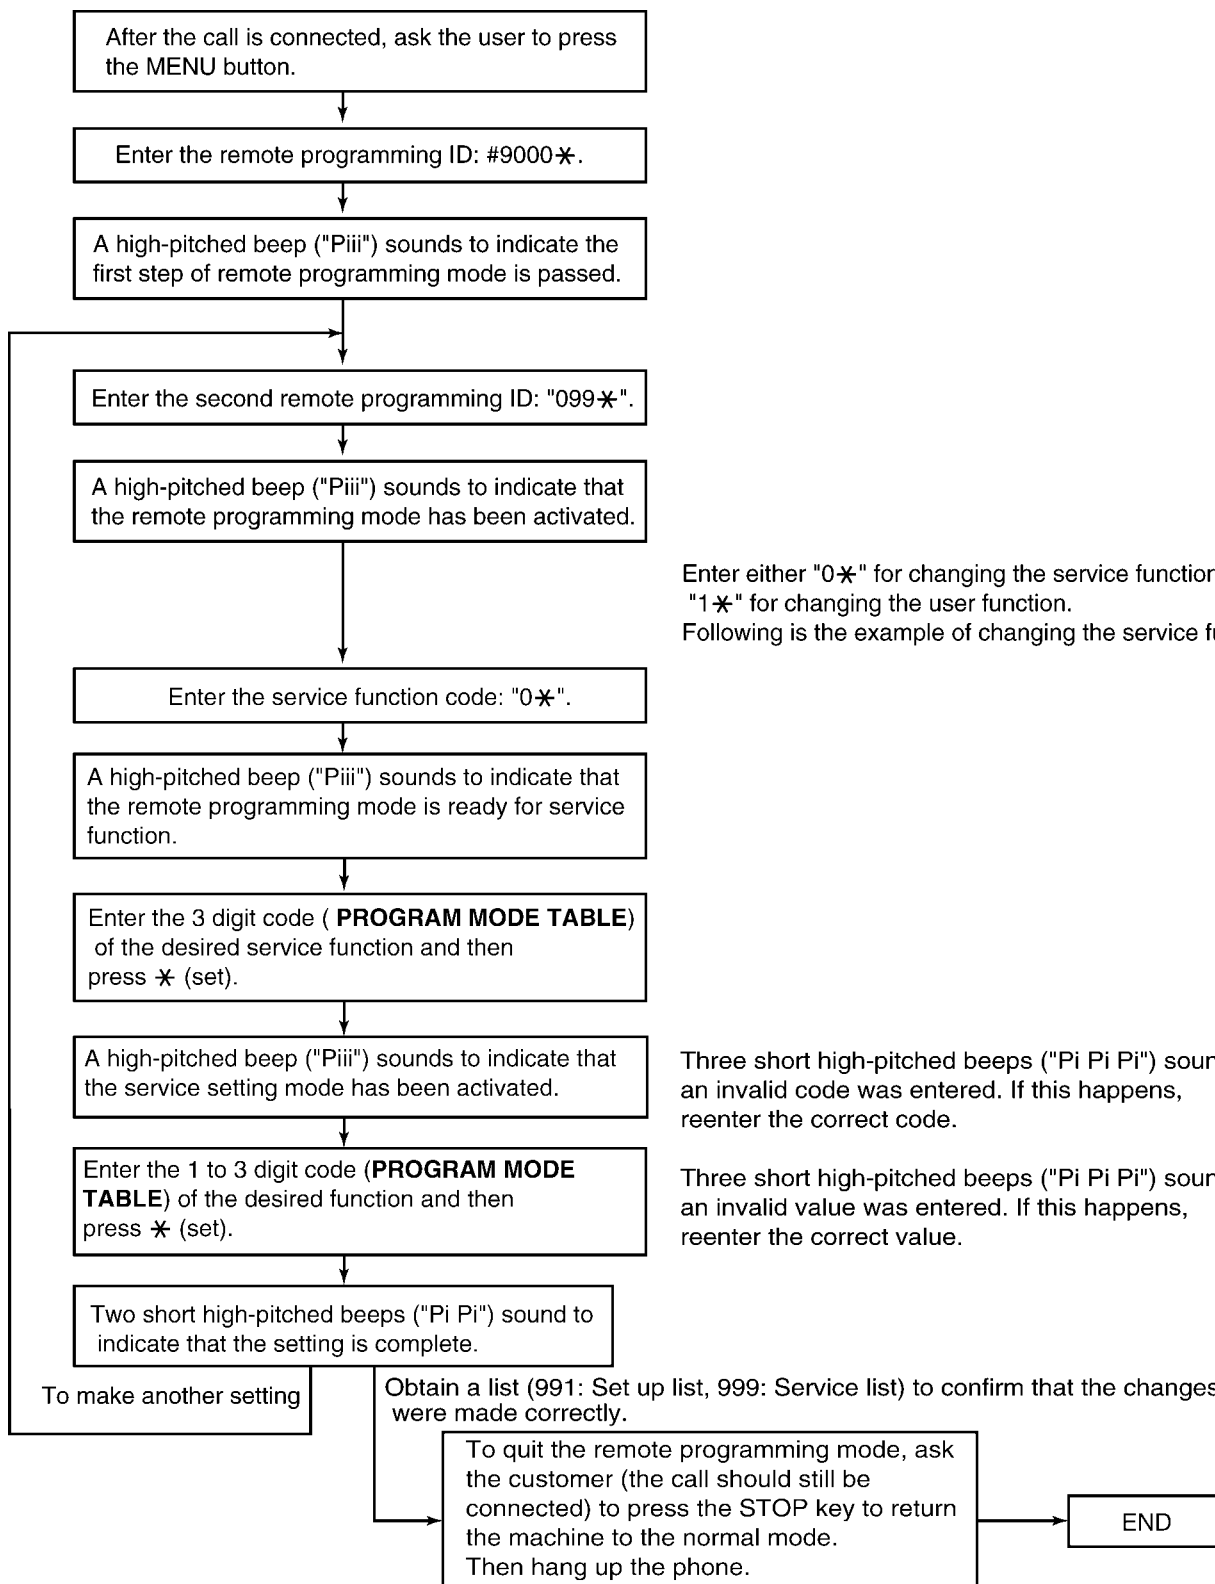 After the call is connected, ask the user to press
the MENU button.
Enter the remote programming ID: #9000*.
A high-pitched beep ("Piii") sounds to indicate the
first step of remote programming mode is passed.
Enter the second remote programming ID: "099*".
A high-pitched beep ("Piii") sounds to indicate that
the remote programming mode has been activated.
Enter either "0*" for changing the service function
"1*" for changing the user function.
Following is the example of changing the service
Enter the service function code: "0*".
A high-pitched beep ("Piii") sounds to indicate that
the remote programming mode is ready for service
function.
Enter the 3 digit code ( PROGRAM MODE TABLE)
of the desired service function and then
press * (set).
A high-pitched beep ("Piii") sounds to indicate that
the service setting mode has been activated.
Three short high-pitched beeps ("Pi Pi Pi")
an invalid code was entered. If this happens,
reenter the correct code.
Enter the 1 to 3 digit code (PROGRAM MODE
TABLE) of the desired function and then
press * (set).
Three short high-pitched beeps ("Pi Pi Pi")
an invalid value was entered. If this happens,
reenter the correct value.
Two short high-pitched beeps ("Pi Pi") sound to
indicate that the setting is complete.
To make another setting
Obtain a list (991: Set up list, 999: Service list) to confirm that the changes
were made correctly.
To quit the remote programming mode, ask
the customer (the call should still be
connected) to press the STOP key to return
the machine to the normal mode.
Then hang up the phone.
END